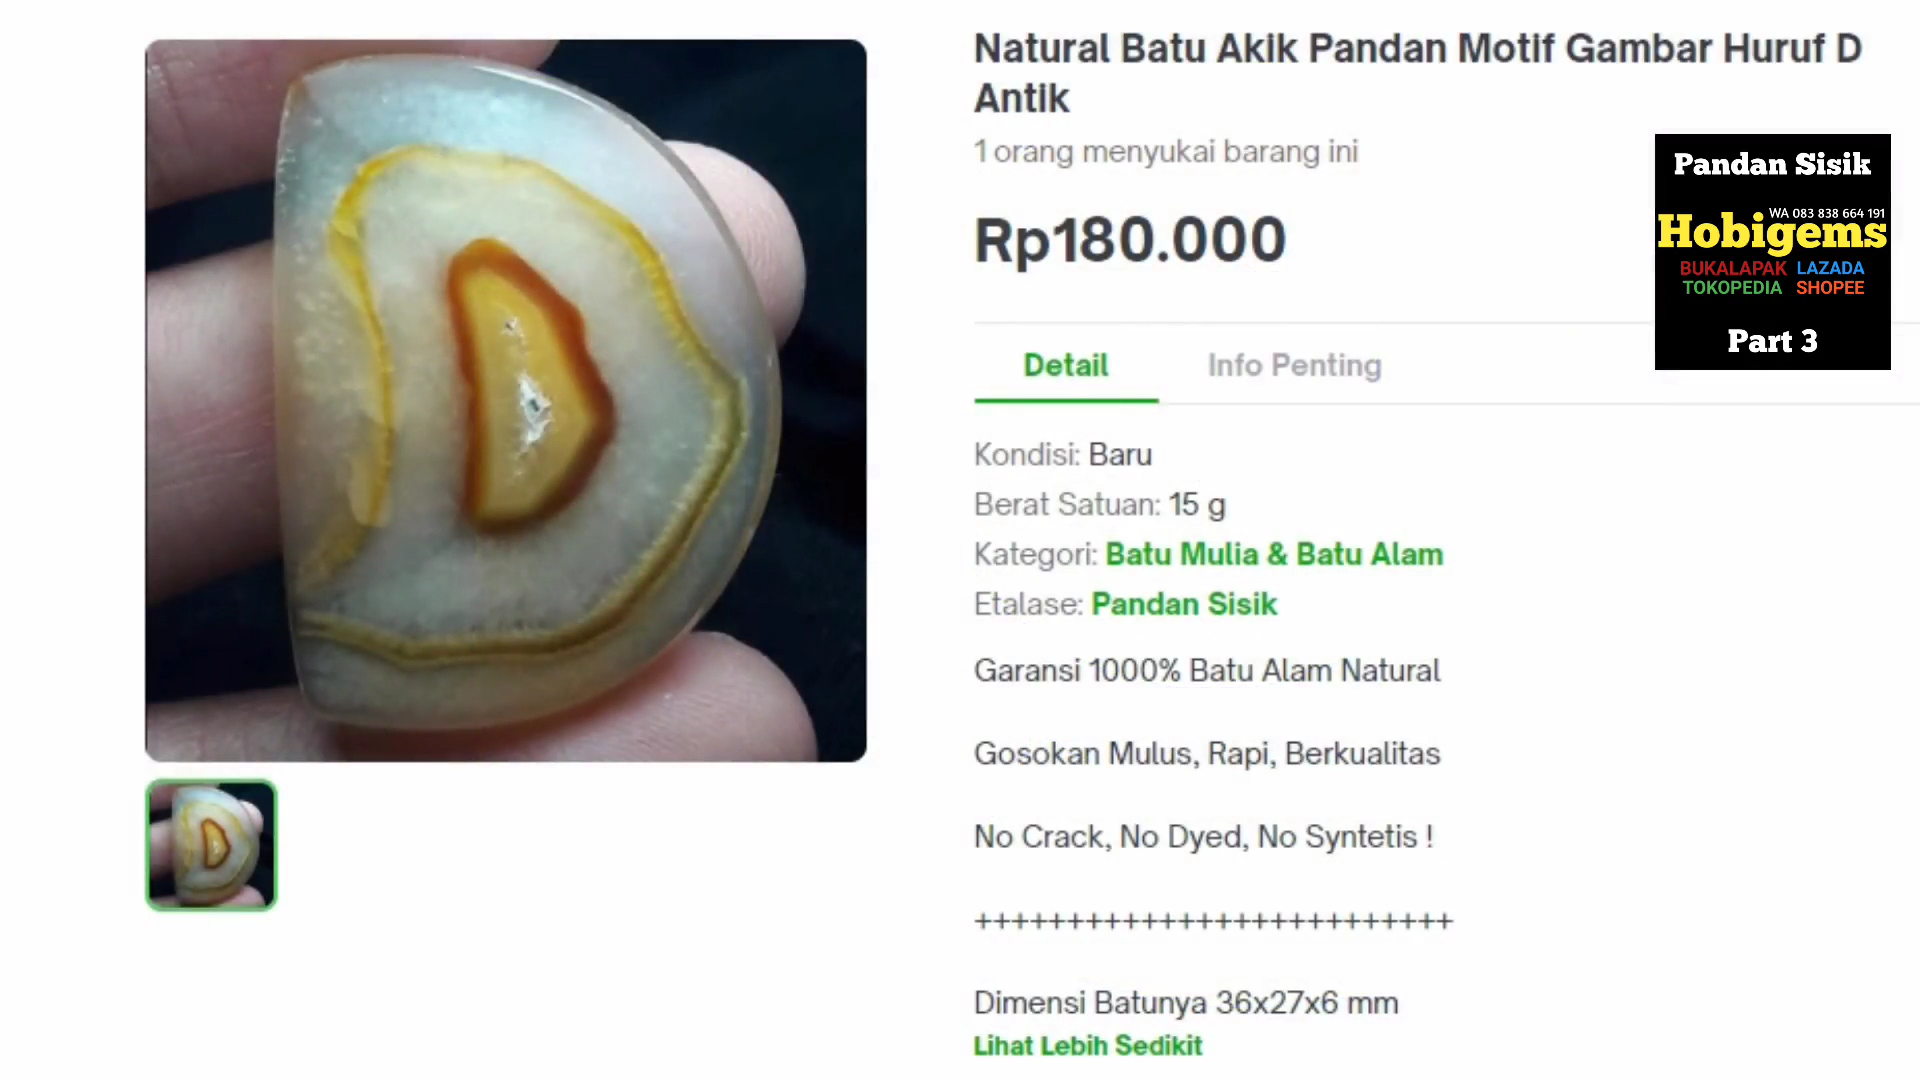 Natural Batu Akik Pandan Motif Gambar Huruf D
Antik
1 orang menyukai barang ini
Rp180.000
Detail
Info Penting
Kondisi: Baru
Berat Satuan: 15 g
Kategori: Batu Mulia & Batu Alam
Etalase: Pandan Sisik
Garansi 1000% Batu Alam Natural
Gosokan Mulus, Rapi, Berkualitas
No Crack, No Dyed, No Syntetis !
++++++++++++++++++++++++++
Dimensi Batunya 36x27x6 mm
Lihat Lebih Sedikit
Pandan Sisik
WA 083 838 664 191
Hobigems
BUKALAPAK LAZADA
TOKOPEDIA SHOPEE
Part 3